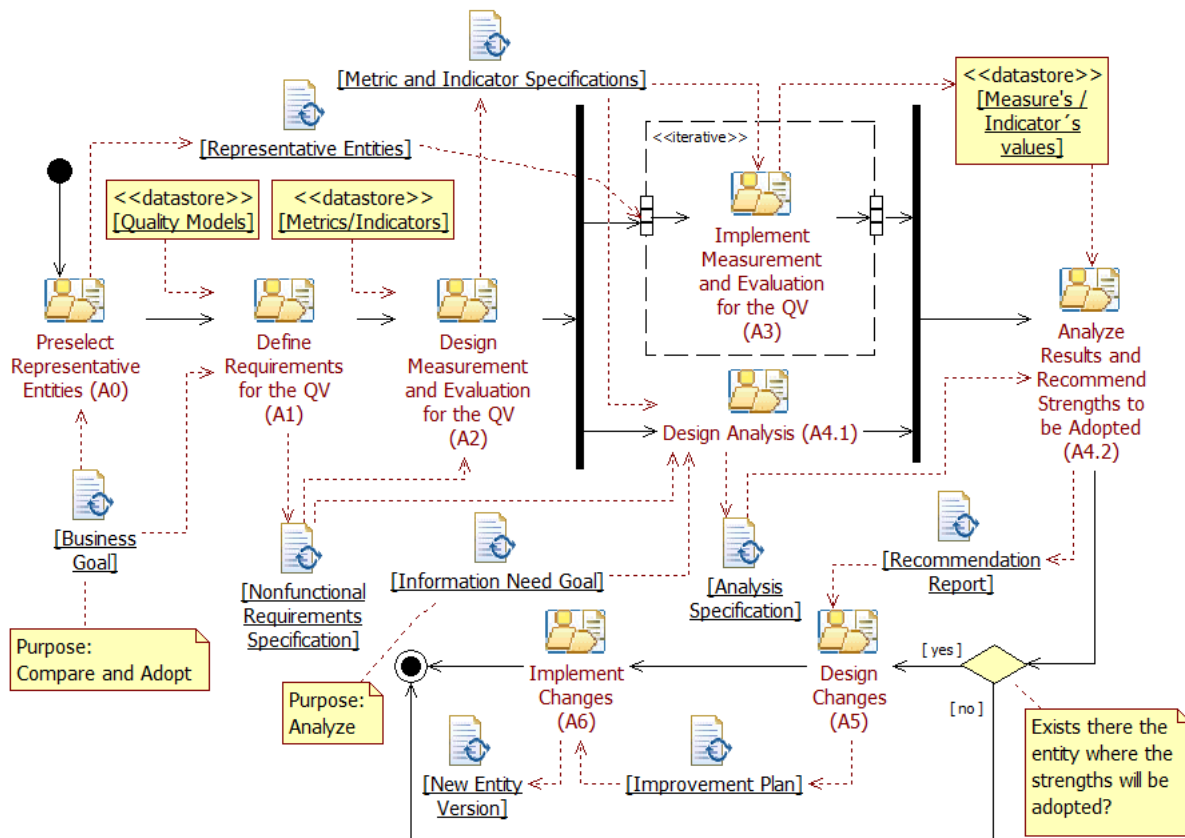 [Metric and Indicator Specifications]
<<datastore>>
[Measure's /
Indicator´s
values]
<<iterative>>
[Representative Entities]
<<datastore>>
[Quality Models]
<<datastore>>
[Metrics/Indicators]
Implement
Measurement
and Evaluation
for the QV
(A3)
Preselect
Representative
Entities (A0)
Define
Requirements
for the QV
(A1)
Design
Measurement
and Evaluation
for the QV
(A2)
Analyze
Results and
Recommend
Strengths to
be Adopted
(A4.2)
Design Analysis (A4.1)
[Business
Goal]
[Nonfunctional
Requirements
Specification]
[Information Need Goal]
[Analysis
Specification]
[Recommendation
Report]
Purpose:
Compare and Adopt
Purpose:
Analyze
Implement
Changes
(A6)
Design
Changes
(A5)
[ yes ]
[ no ]
Exists there the
entity where the
strengths will be
adopted?
[New Entity
Version]
[Improvement Plan]